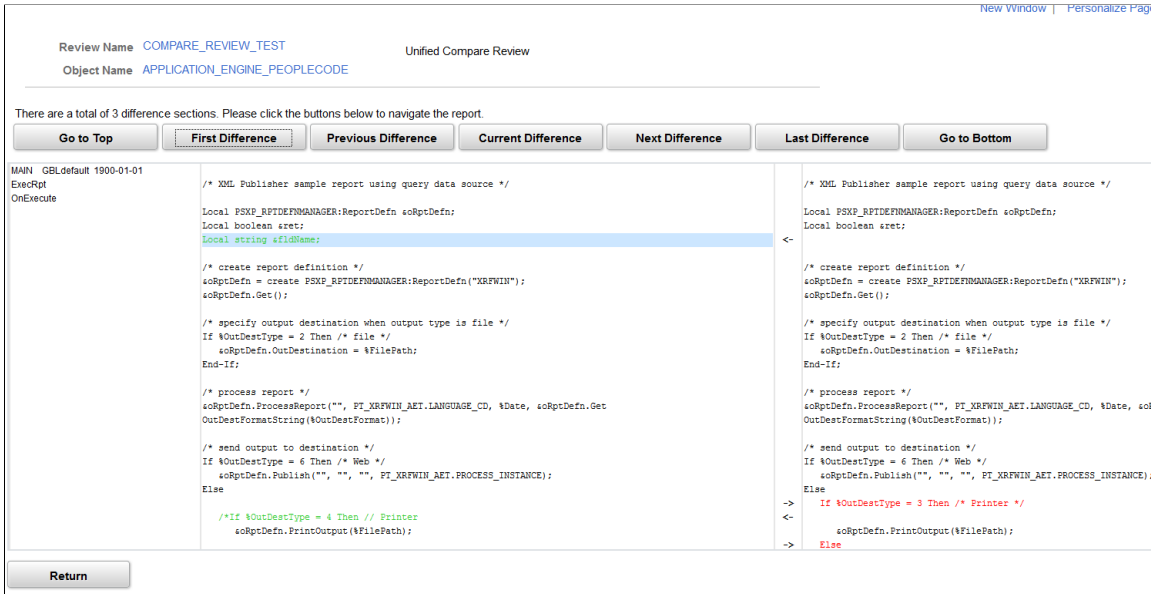 New Window | Personalize Page
Review Name COMPARE_REVIEW_TEST
Unified Compare Review
Object Name APPLICATION_ENGINE_PEOPLECODE
There are a total of 3 difference sections. Please click the buttons below to navigate the report.
Go to Top First Difference Previous Difference Current Difference Next Difference Last Difference Go to Bottom
MAIN GBLdefault 1900-01-01
ExecRpt
OnExecute
/* XML Publisher sample report using query data source */
Local PSXP_RPTDEFNMANAGER:ReportDefn &oRptDefn;
Local boolean &ret;
Local string &fldName;
/* create report definition */
&oRptDefn = create PSXP_RPTDEFNMANAGER:ReportDefn("XRFWIN");
&oRptDefn.Get();
/* specify output destination when output type is file */
If %OutDestType = 2 Then /* file */
&oRptDefn.OutDestination = %FilePath;
End-If;
/* process report */
&oRptDefn.ProcessReport("", PT_XRFWIN_AET.LANGUAGE_CD, %Date, &oRptDefn.Get
OutDestFormatString(%OutDestFormat));
/* send output to destination */
If %OutDestType = 6 Then /* Web */
&oRptDefn.Publish("", "", "", PT_XRFWIN_AET.PROCESS_INSTANCE);
Else
/*If %OutDestType = 4 Then // Printer
&oRptDefn.PrintOutput(%FilePath);
<-
->
<-
->
/* XML Publisher sample report using query data source */
Local PSXP_RPTDEFNMANAGER:ReportDefn &oRptDefn;
Local boolean &ret;
/* create report definition */
&oRptDefn = create PSXP_RPTDEFNMANAGER:ReportDefn("XRFWIN");
&oRptDefn.Get();
/* specify output destination when output type is file */
If %OutDestType = 2 Then /* file */
&oRptDefn.OutDestination = %FilePath;
End-If;
/* process report */
&oRptDefn.ProcessReport("", PT_XRFWIN_AET.LANGUAGE_CD, %Date,
OutDestFormatString(%OutDestFormat));
/* send output to destination */
If %OutDestType = 6 Then /* Web */
&oRptDefn.Publish("", "", "", PT_XRFWIN_AET.PROCESS_INSTANCE);
Else
If %OutDestType = 3 Then /* Printer */
&oRptDefn.PrintOutput(%FilePath);
Else
Return